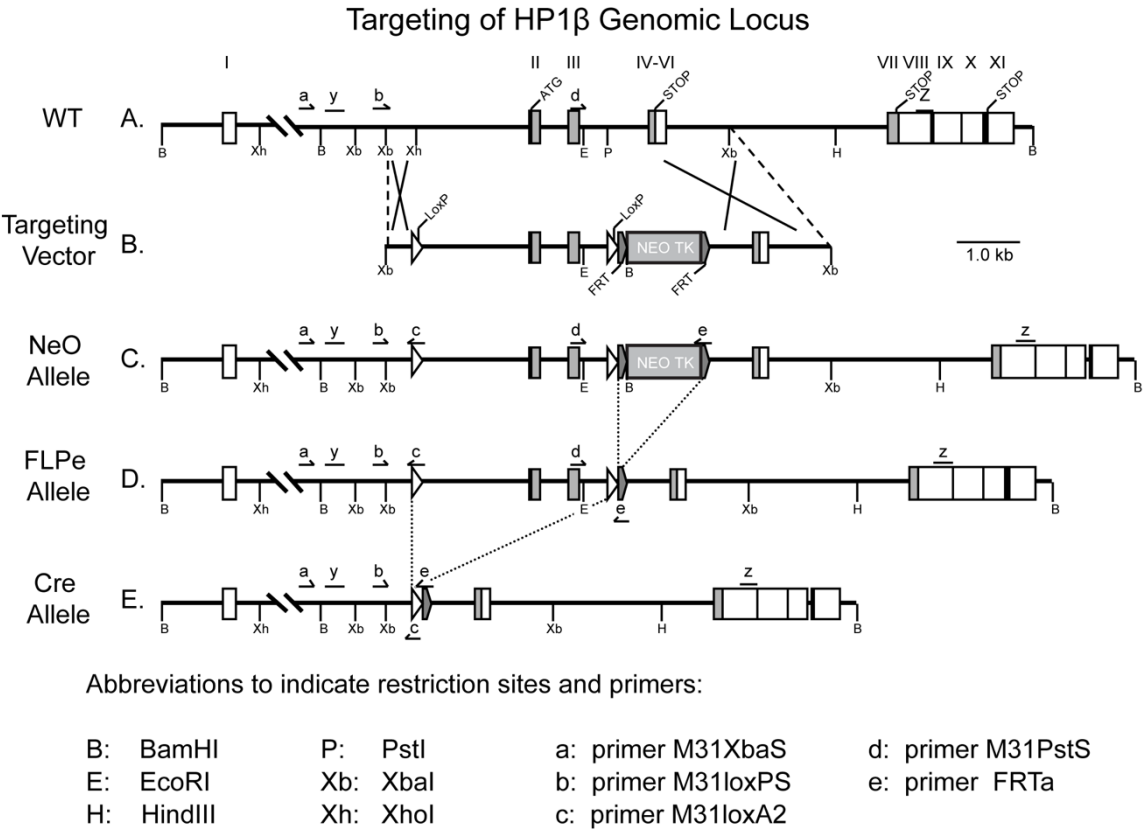 Targeting of HP1β Genomic Locus
I II III IV-VI VII VIII IX X XI
ATG STOP STOP STOP
a y b d z
WT A.
B Xh B Xb Xb Xh E P Xb H B
LoxP LoxP
Targeting
Vector B.
NEO TK
Xb E FRT B FRT Xb
1.0 kb
a y b c d e z
NeO
Allele C.
NEO TK
B Xh B Xb Xb E B Xb H B
a y b c d z
FLPe
Allele D.
B Xh B Xb Xb E e Xb H B
a y b e z
Cre
Allele E.
B Xh B Xb Xb c Xb H B
Abbreviations to indicate restriction sites and primers:
B: BamHI P: PstI a: primer M31XbaS d: primer M31PstS
E: EcoRI Xb: XbaI b: primer M31loxPS e: primer FRTa
H: HindIII Xh: XhoI c: primer M31loxA2